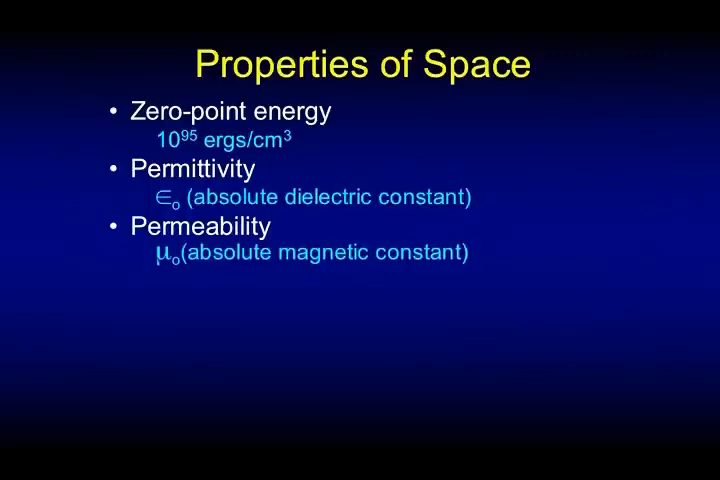 Properties of Space
• Zero-point energy
10⁹⁵ ergs/cm³
• Permittivity
∈ₒ (absolute dielectric constant)
• Permeability
μₒ(absolute magnetic constant)